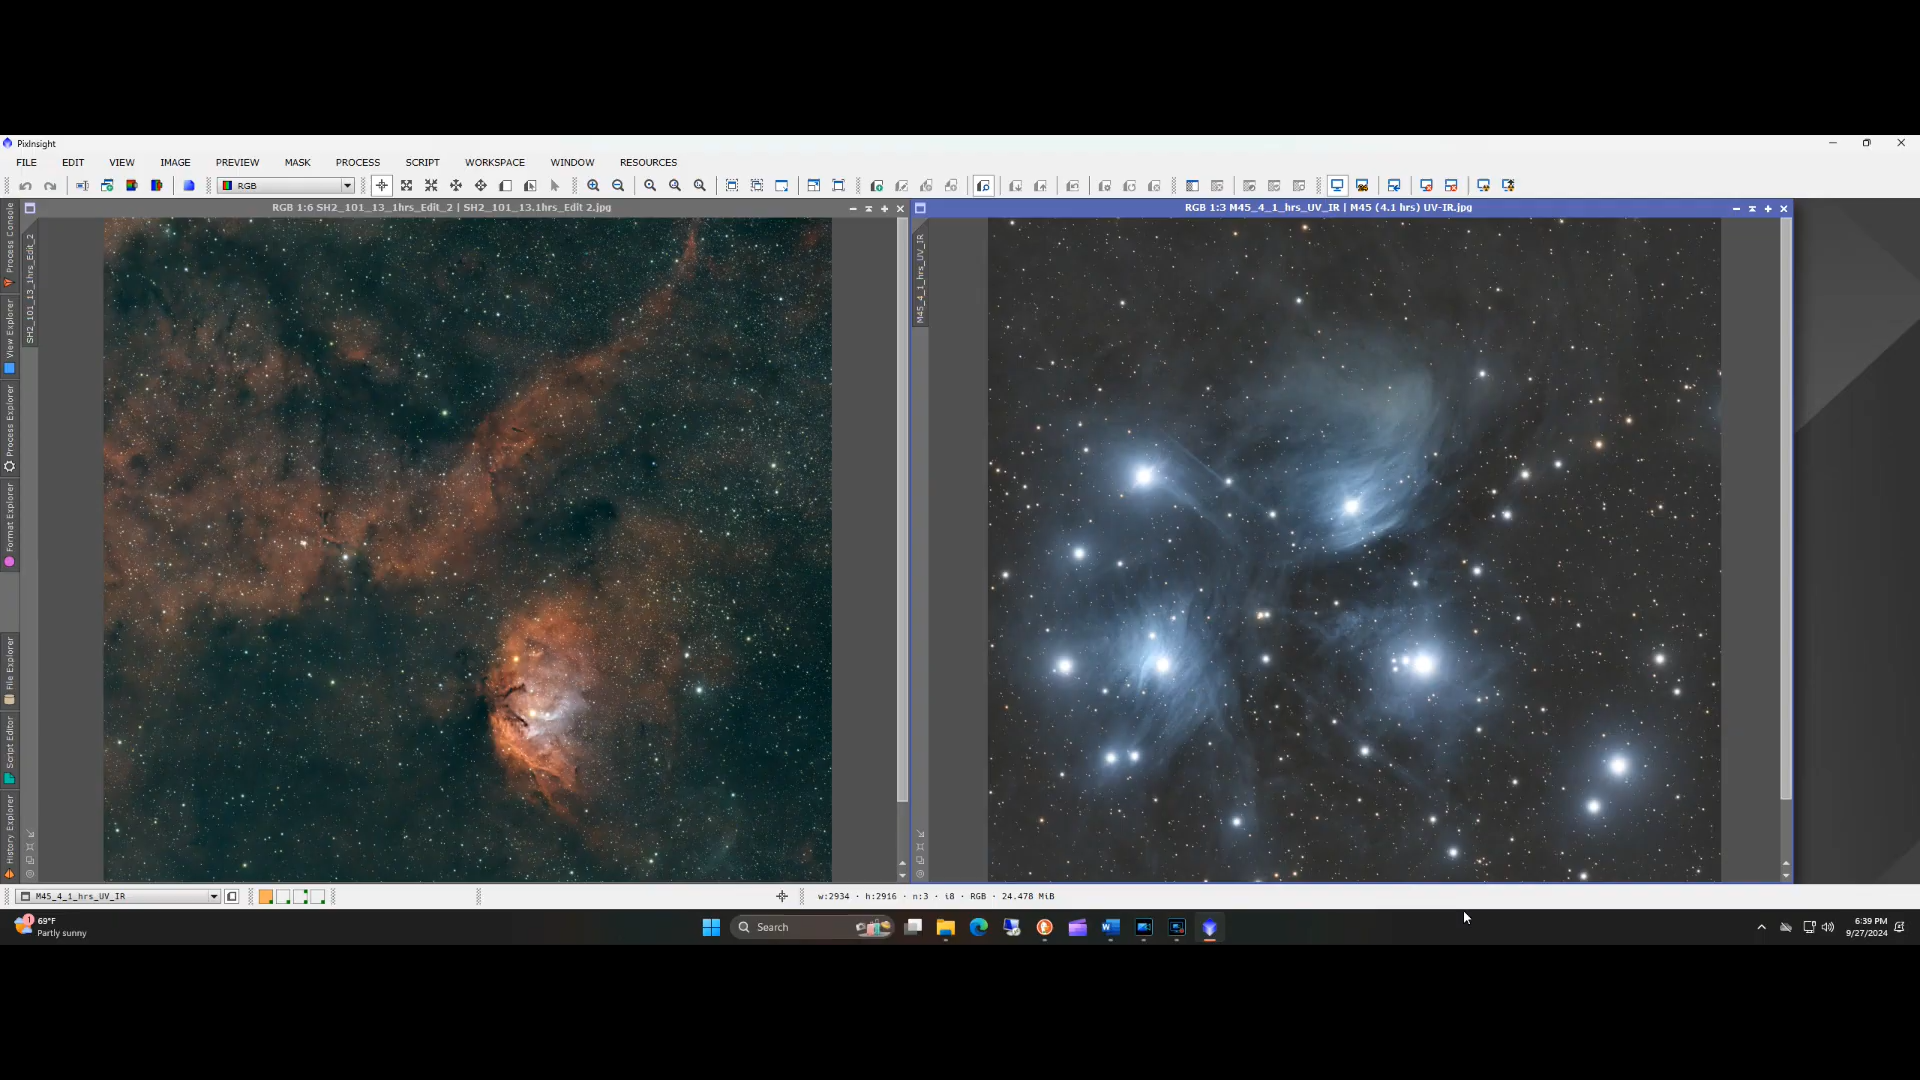 PixInsight
FILE EDIT VIEW IMAGE PREVIEW MASK PROCESS SCRIPT WORKSPACE WINDOW RESOURCES
RGB
RGB 1:6 SH2_101_13_1hrs_Edit_2 | SH2_101_13.1hrs_Edit 2.jpg
RGB 1:3 M45_4_1_hrs_UV_IR | M45 (4.1 hrs) UV-IR.jpg
Process Console
View Explorer
Process Explorer
Format Explorer
File Explorer
Script Editor
History Explorer
SH2_101_13_1hrs_Edit_2
M45_4_1_hrs_UV_IR
M45_4_1_hrs_UV_IR
w:2934 · h:2916 · n:3 · i8 · RGB · 24.478 MiB
1
69°F
Partly sunny
Search
6:39 PM
9/27/2024